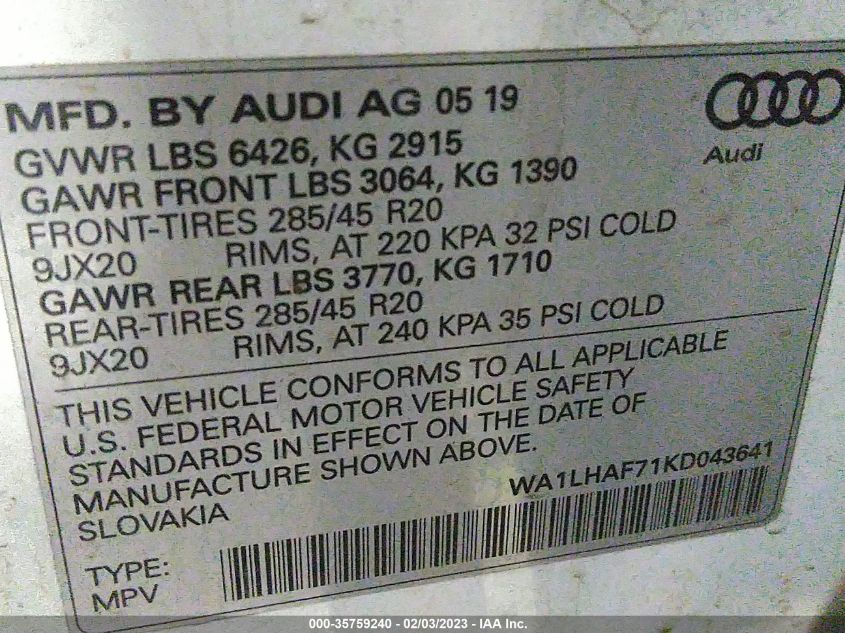 MFD. BY AUDI AG 05 19
Audi
GVWR LBS 6426, KG 2915
GAWR FRONT LBS 3064, KG 1390
FRONT-TIRES 285/45 R20
9JX20 RIMS, AT 220 KPA 32 PSI COLD
GAWR REAR LBS 3770, KG 1710
REAR-TIRES 285/45 R20
9JX20 RIMS, AT 240 KPA 35 PSI COLD
THIS VEHICLE CONFORMS TO ALL APPLICABLE
U.S. FEDERAL MOTOR VEHICLE SAFETY
STANDARDS IN EFFECT ON THE DATE OF
MANUFACTURE SHOWN ABOVE.
SLOVAKIA WA1LHAF71KD043641
TYPE:
MPV
000-35759240 - 02/03/2023 - IAA Inc.